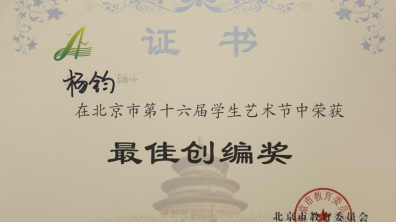 证书
杨钧
在北京市第十六届学生艺术节中荣获
最佳创编奖
北京市教育委员会